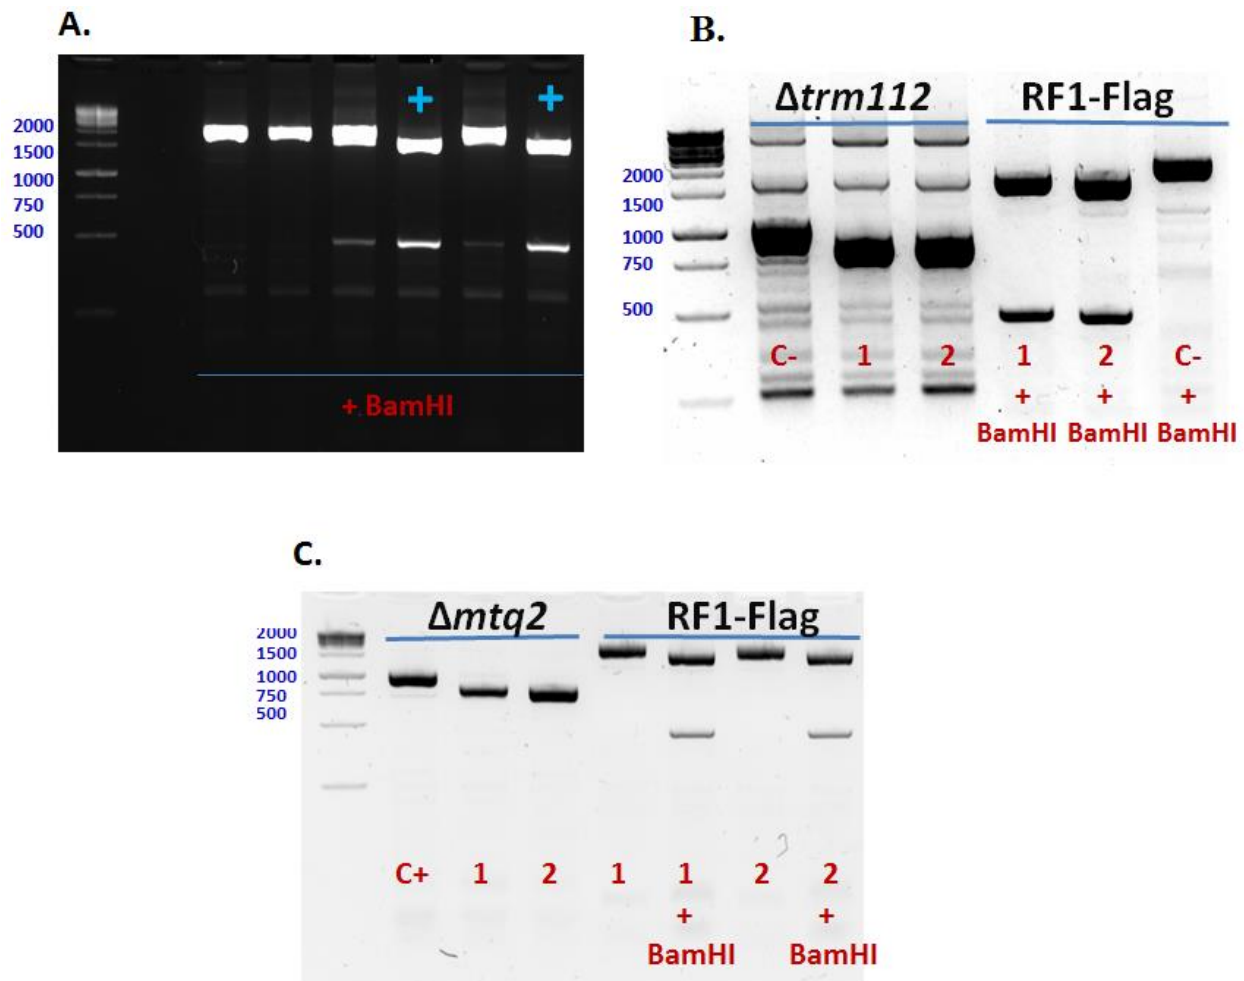 A.
+ +
2000
1500
1000
750
500
+ BamHI
B.
Δtrm112 RF1-Flag
2000
1500
1000
750
500
C- 1 2 1 2 C-
+ + +
BamHI BamHI BamHI
C.
Δmtq2 RF1-Flag
2000
1500
1000
750
500
C+ 1 2 1 1 2 2
+ +
BamHI BamHI